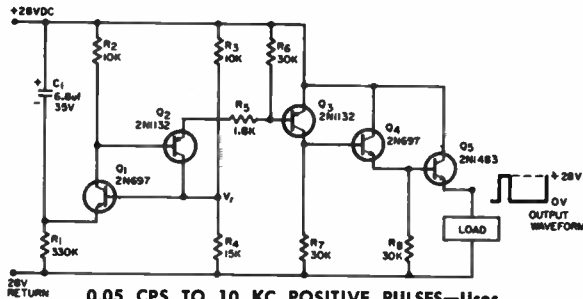 +28VDC
R2
10K
R3
10K
R6
30K
+
C1
6.8uf
35V
-
Q2
2N1132
R5
1.8K
Q3
2N1132
Q4
2N697
Q5
2N1483
Q1
2N697
Vr
+28V
0V
OUTPUT
WAVEFORM
LOAD
R1
330K
R4
15K
R7
30K
R8
30K
28V
RETURN
0.05 CPS TO 10 KC POSITIVE PULSES—Uses